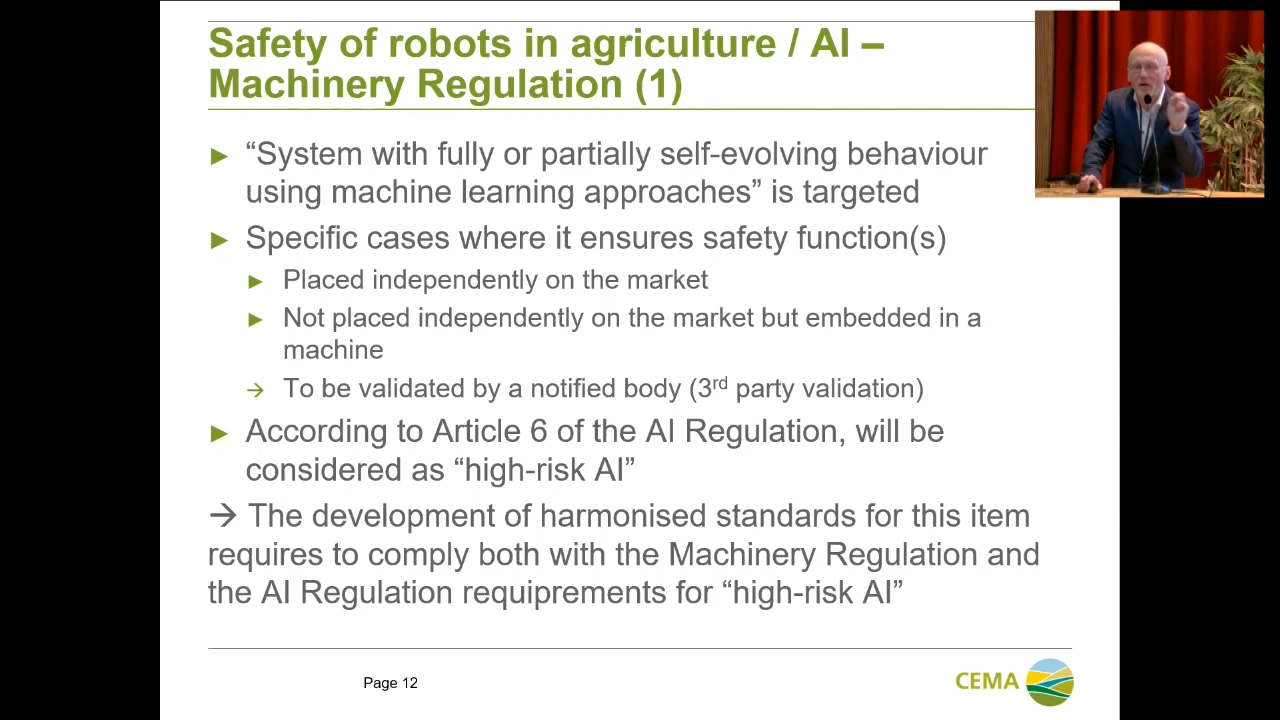 Safety of robots in agriculture / AI –
Machinery Regulation (1)
► “System with fully or partially self-evolving behaviour
using machine learning approaches” is targeted
► Specific cases where it ensures safety function(s)
► Placed independently on the market
► Not placed independently on the market but embedded in a
machine
→ To be validated by a notified body (3rd party validation)
► According to Article 6 of the AI Regulation, will be
considered as “high-risk AI”
→ The development of harmonised standards for this item
requires to comply both with the Machinery Regulation and
the AI Regulation requiprements for “high-risk AI”
Page 12
CEMA